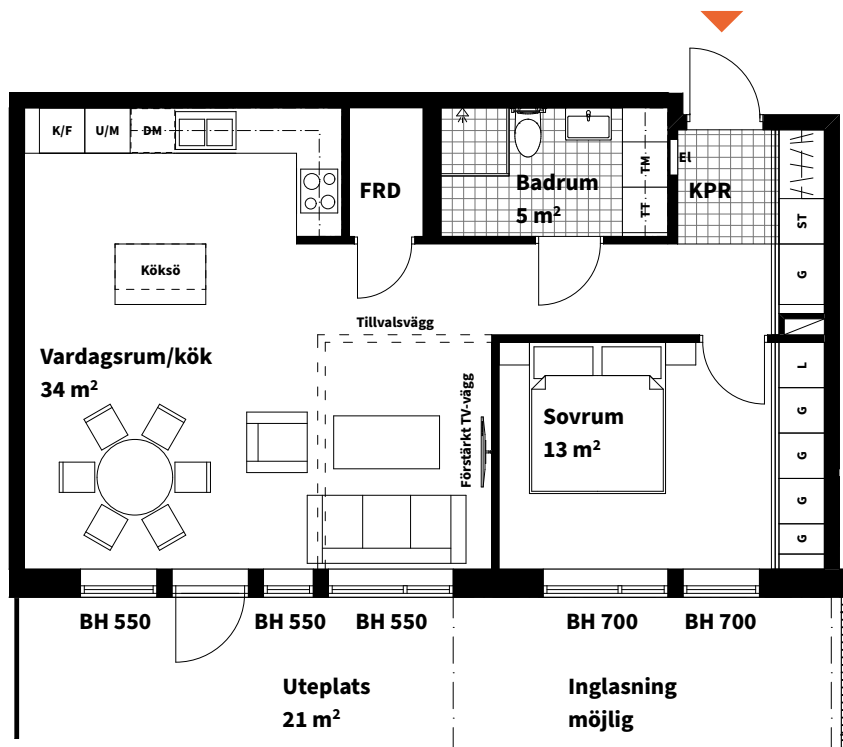 K/F
U/M
DM
FRD
Badrum
5 m²
TM
TT
El
KPR
ST
G
Köksö
Tillvalsvägg
Vardagsrum/kök
34 m²
Förstärkt TV-vägg
Sovrum
13 m²
L
G
G
G
G
BH 550
BH 550
BH 550
BH 700
BH 700
Uteplats
21 m²
Inglasning
möjlig